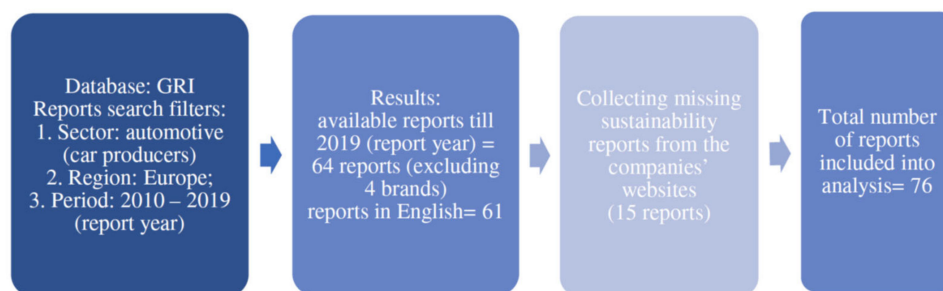 Database: GRI
Reports search filters:
1. Sector: automotive
(car producers)
2. Region: Europe;
3. Period: 2010 – 2019
(report year)
Results:
available reports till
2019 (report year) =
64 reports (excluding
4 brands)
reports in English= 61
Collecting missing
sustainability
reports from the
companies’
websites
(15 reports)
Total number
of reports
included into
analysis= 76